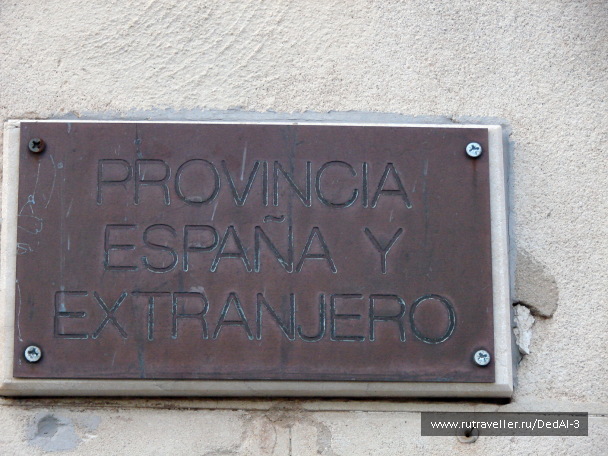 PROVINCIA
ESPAÑA Y
EXTRANJERO
www.rutraveller.ru/DedAl-3